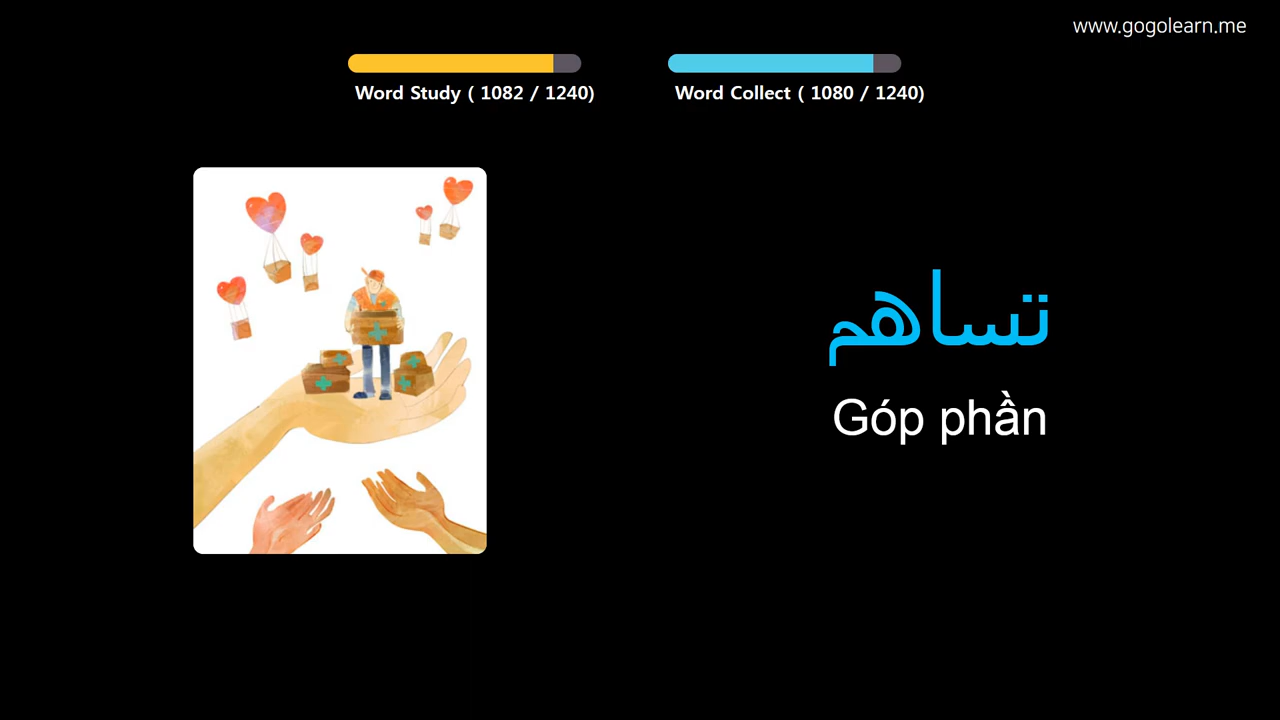 www.gogolearn.me
Word Study ( 1082 / 1240)
Word Collect ( 1080 / 1240)
تساهم
Góp phần